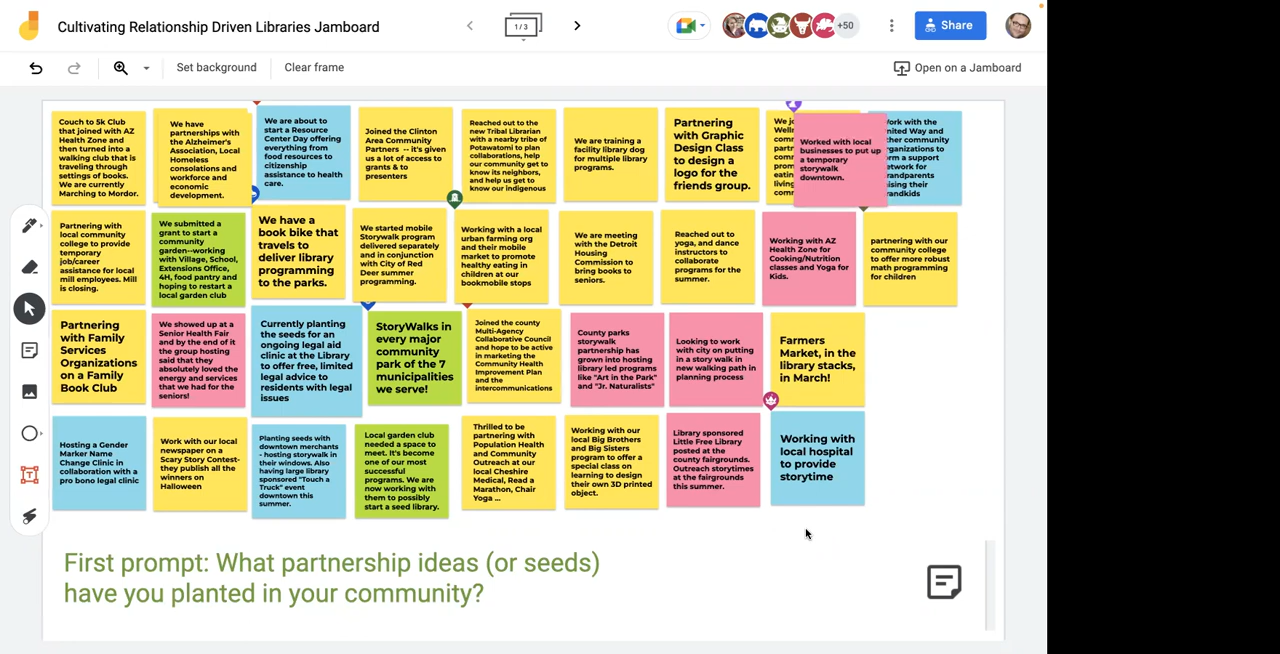 Cultivating Relationship Driven Libraries Jamboard
1 / 3
+50
Share
Set background
Clear frame
Open on a Jamboard
Couch to 5k Club
that joined with AZ
Health Zone and
then turned into a
walking club that is
traveling through
settings of books.
We are currently
Marching to Mordor.
We have
partnerships with
the Alzheimer's
Association, Local
Homeless
consolations and
workforce and
economic
development.
We are about to
start a Resource
Center Day offering
everything from
food resources to
citizenship
assistance to health
care.
Joined the Clinton
Area Community
Partners -- it's given
us a lot of access to
grants & to
presenters
Reached out to the
new Tribal Librarian
with a nearby tribe of
Potawatomi to plan
collaborations, help
our community get to
know its neighbors,
and help us get to
know our indigenous
We are training a
facility library dog
for multiple library
programs.
Partnering
with Graphic
Design Class
to design a
logo for the
friends group.
Worked with local
businesses to put up
a temporary
storywalk
downtown.
Partnering with
local community
college to provide
temporary
job/career
assistance for local
mill employees. Mill
is closing.
We submitted a
grant to start a
community
garden--working
with Village, School,
Extensions Office,
4H, food pantry and
hoping to restart a
local garden club
We have a
book bike that
travels to
deliver library
programming
to the parks.
We started mobile
Storywalk program
delivered separately
and in conjunction
with City of Red
Deer summer
programming.
Working with a local
urban farming org
and their mobile
market to promote
healthy eating in
children at our
bookmobile stops
We are meeting
with the Detroit
Housing
Commission to
bring books to
seniors.
Reached out to
yoga, and dance
instructors to
collaborate
programs for the
summer.
Working with AZ
Health Zone for
Cooking/Nutrition
classes and Yoga for
Kids.
partnering with our
community college
to offer more robust
math programming
for children
Partnering
with Family
Services
Organizations
on a Family
Book Club
We showed up at a
Senior Health Fair
and by the end of it
the group hosting
said that they
absolutely loved the
energy and services
that we had for the
seniors!
Currently planting
the seeds for an
ongoing legal aid
clinic at the Library
to offer free, limited
legal advice to
residents with legal
issues
StoryWalks in
every major
community
park of the 7
municipalities
we serve!
Joined the county
Multi-Agency
Collaborative Council
and hope to be active
in marketing the
Community Health
Improvement Plan
and the
intercommunications
County parks
storywalk
partnership has
grown into hosting
library led programs
like "Art in the Park"
and "Jr. Naturalists"
Looking to work
with city on putting
in a story walk in
new walking path in
planning process
Farmers
Market, in the
library stacks,
in March!
Hosting a Gender
Marker Name
Change Clinic in
collaboration with a
pro bono legal clinic
Work with our local
newspaper on a
Scary Story Contest-
they publish all the
winners on
Halloween
Planting seeds with
downtown merchants
- hosting storywalk in
their windows. Also
having large library
sponsored "Touch a
Truck" event
downtown this
summer.
Local garden club
needed a space to
meet. It's become
one of our most
successful
programs. We are
now working with
them to possibly
start a seed library.
Thrilled to be
partnering with
Population Health
and Community
Outreach at our
local Cheshire
Medical, Read a
Marathon, Chair
Yoga ...
Working with our
local Big Brothers
and Big Sisters
program to offer a
special class on
learning to design
their own 3D printed
object.
Library sponsored
Little Free Library
posted at the
county fairgrounds.
Outreach storytimes
at the fairgrounds
this summer.
Working with
local hospital
to provide
storytime
First prompt: What partnership ideas (or seeds)
have you planted in your community?